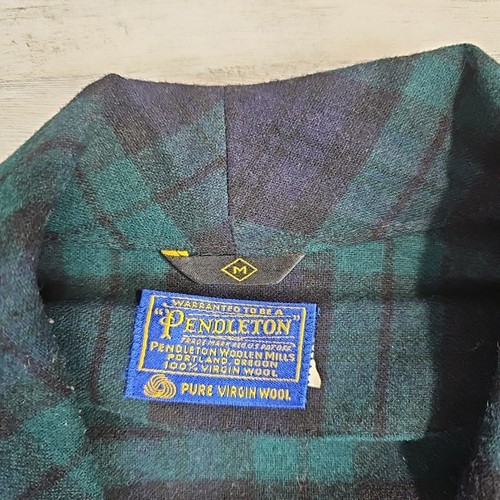 M
WARRANTED TO BE A
"PENDLETON"
TRADE MARK REG. U.S. PAT. OFF.
PENDLETON WOOLEN MILLS
PORTLAND, OREGON
100% VIRGIN WOOL
PURE VIRGIN WOOL